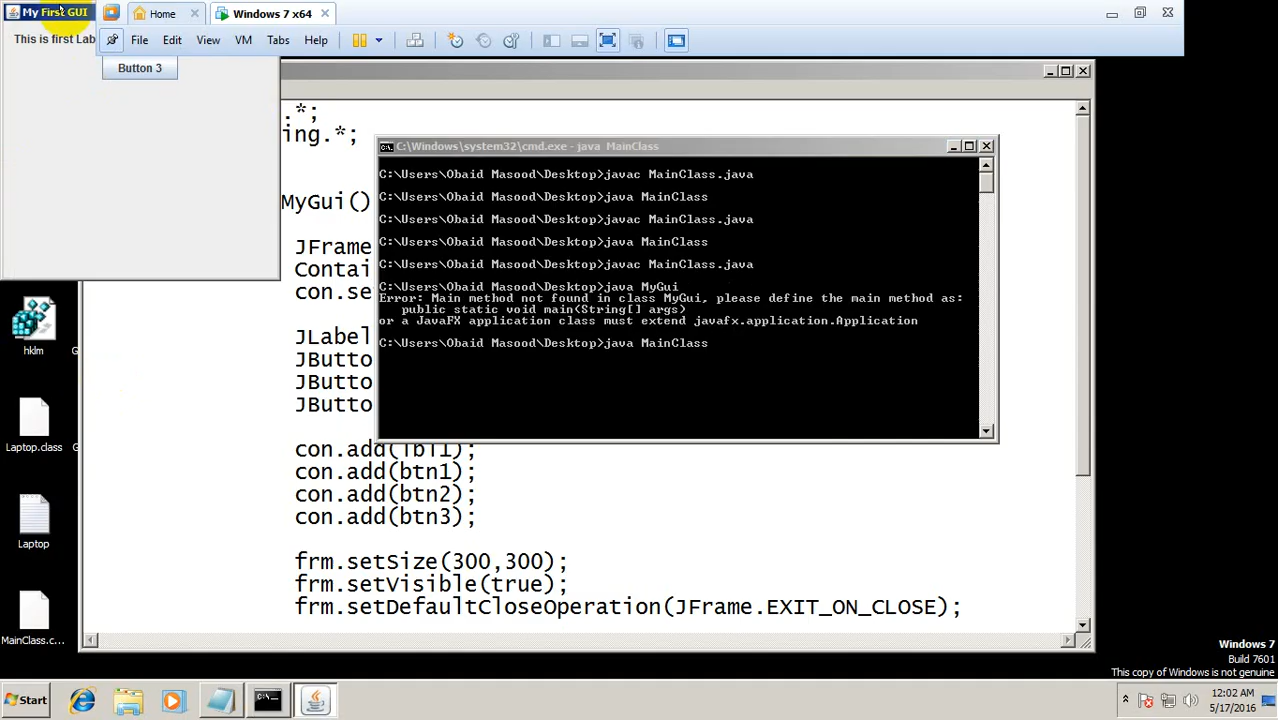 My First GUI
Home
Windows 7 x64
This is first Lab
File Edit View VM Tabs Help
Button 3
.*;
ing.*;
C:\Windows\system32\cmd.exe - java MainClass
C:\Users\Obaid Masood\Desktop>javac MainClass.java
C:\Users\Obaid Masood\Desktop>java MainClass
C:\Users\Obaid Masood\Desktop>javac MainClass.java
C:\Users\Obaid Masood\Desktop>java MainClass
C:\Users\Obaid Masood\Desktop>javac MainClass.java
C:\Users\Obaid Masood\Desktop>java MyGui
Error: Main method not found in class MyGui, please define the main method as:
public static void main(String[] args)
or a JavaFX application class must extend javafx.application.Application
C:\Users\Obaid Masood\Desktop>java MainClass
MyGui()
JFrame
Contai
con.se
JLabel
JButto
JButto
JButto
con.add(lbl1);
con.add(btn1);
con.add(btn2);
con.add(btn3);
frm.setSize(300,300);
frm.setVisible(true);
frm.setDefaultCloseOperation(JFrame.EXIT_ON_CLOSE);
hklm
G
Laptop.class
G
Laptop
MainClass.c...
Windows 7
Build 7601
This copy of Windows is not genuine
Start
C:\
12:02 AM
5/17/2016